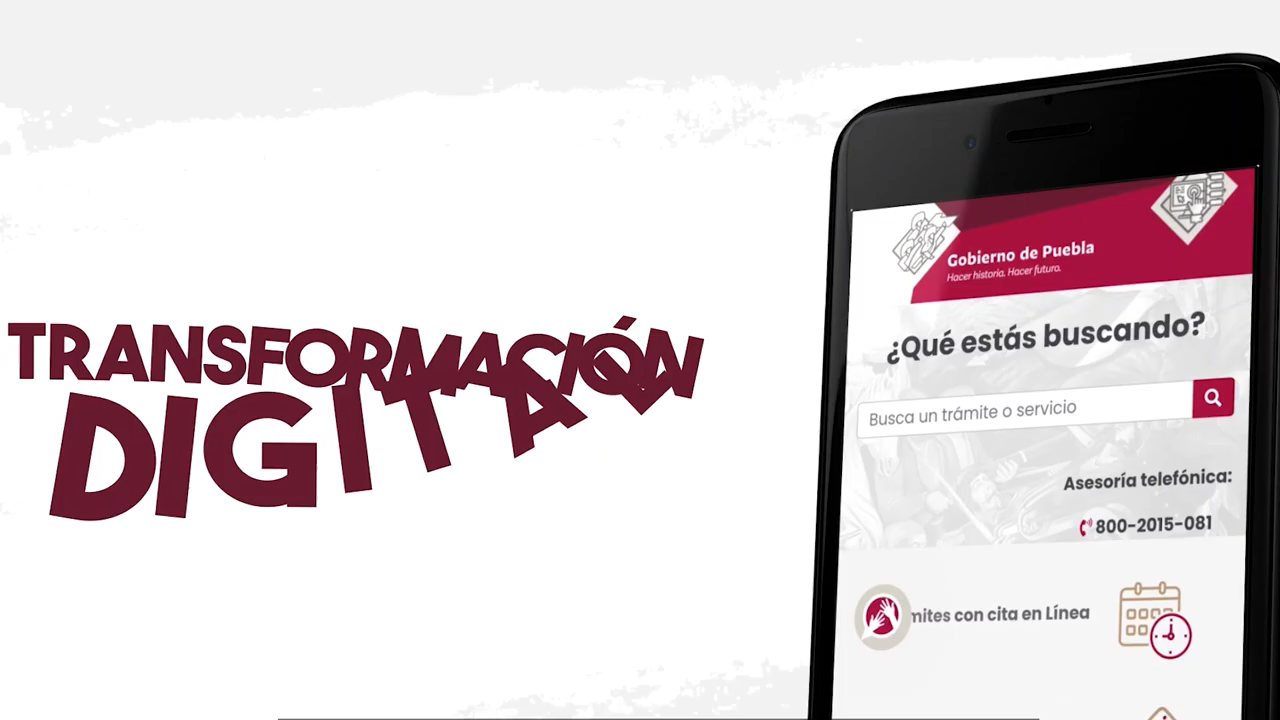 TRANSFORMACIÓN
DIGITAL
Gobierno de Puebla
Hacer historia. Hacer futuro.
¿Qué estás buscando?
Busca un trámite o servicio
Asesoría telefónica:
800-2015-081
mites con cita en Línea